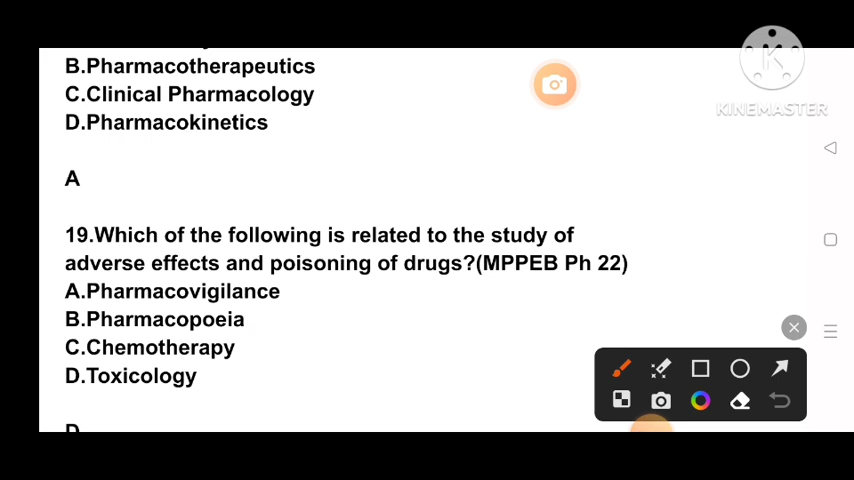 B.Pharmacotherapeutics
C.Clinical Pharmacology
D.Pharmacokinetics
A
19.Which of the following is related to the study of
adverse effects and poisoning of drugs?(MPPEB Ph 22)
A.Pharmacovigilance
B.Pharmacopoeia
C.Chemotherapy
D.Toxicology
D
K
KINEMASTER